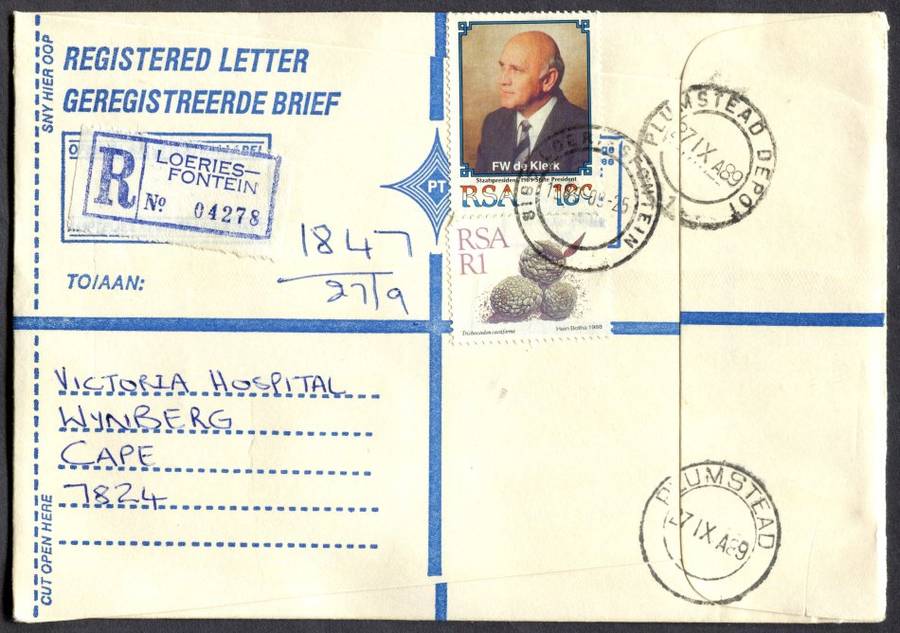 REGISTERED LETTER
GEREGISTREERDE BRIEF
SNY HIER OOP
R LOERIES-
FONTEIN
No. 04278
1847
27/9
TO/AAN:
PT
FW de Klerk
Staatspresident 1989 State President
RSA 18c
RSA
R1
Hein Botha 1988
PLUMSTEAD DEPOT
27 IX A89
VICTORIA HOSPITAL
WYNBERG
CAPE
7824
CUT OPEN HERE
PLUMSTEAD
27 IX A89